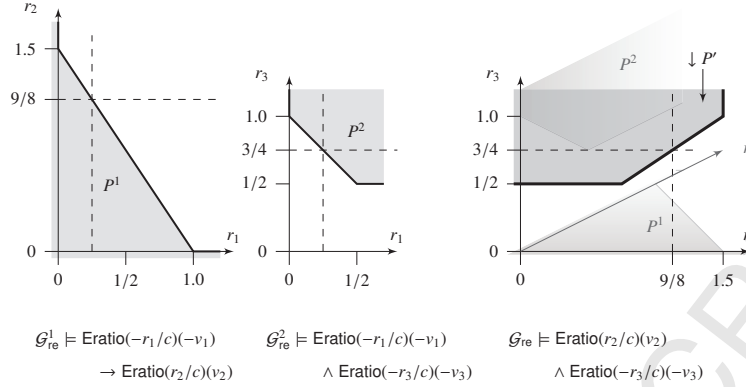 r₂
1.5
9/8
P¹
0
r₁
0
1/2
1.0
r₃
1.0
P²
3/4
1/2
0
r₁
0
1/2
r₃
P²
↓ P′
1.0
3/4
1/2
P¹
0
0
9/8
1.5
𝒢¹re ⊨ Eratio(−r₁/c)(−v₁)
→ Eratio(r₂/c)(v₂)
𝒢²re ⊨ Eratio(−r₁/c)(−v₁)
∧ Eratio(−r₃/c)(−v₃)
𝒢re ⊨ Eratio(r₂/c)(v₂)
∧ Eratio(−r₃/c)(−v₃)